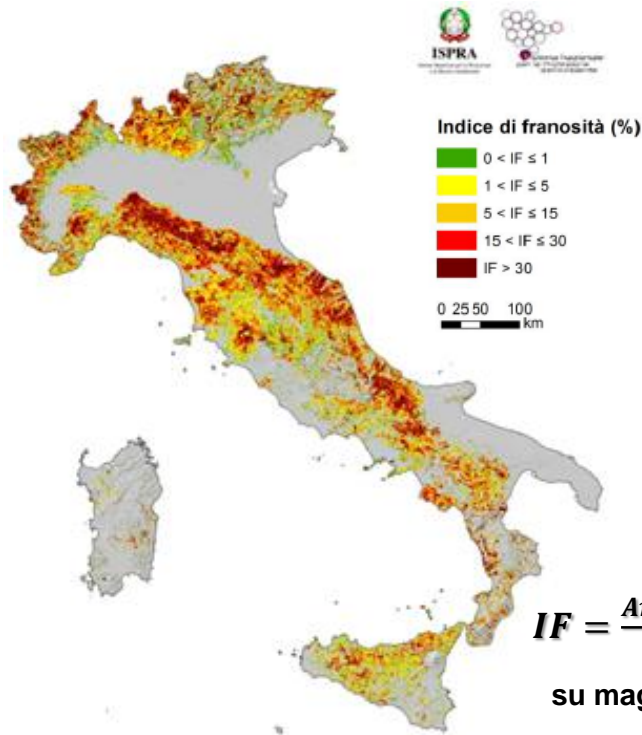 ISPRA
Indice di franosità (%)
0 < IF ≤ 1
1 < IF ≤ 5
5 < IF ≤ 15
15 < IF ≤ 30
IF > 30
0 25 50 100
km
IF =
su